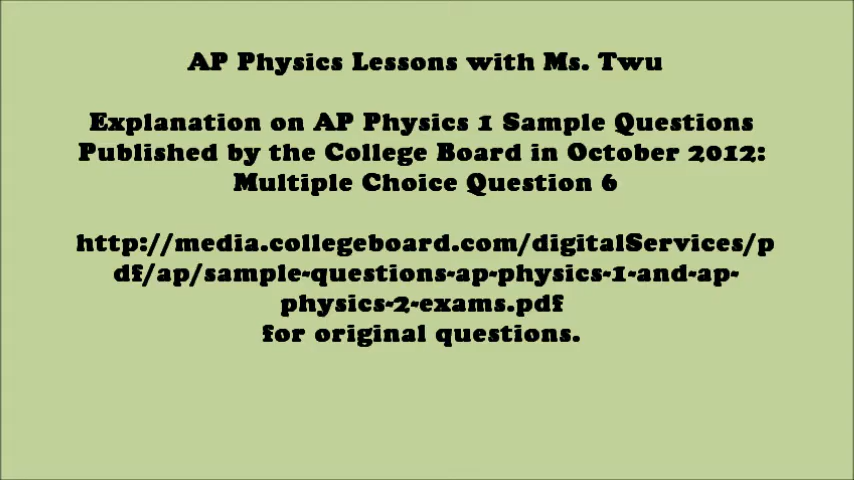 AP Physics Lessons with Ms. Twu
Explanation on AP Physics 1 Sample Questions
Published by the College Board in October 2012:
Multiple Choice Question 6
http://media.collegeboard.com/digitalServices/p
df/ap/sample-questions-ap-physics-1-and-ap-
physics-2-exams.pdf
for original questions.